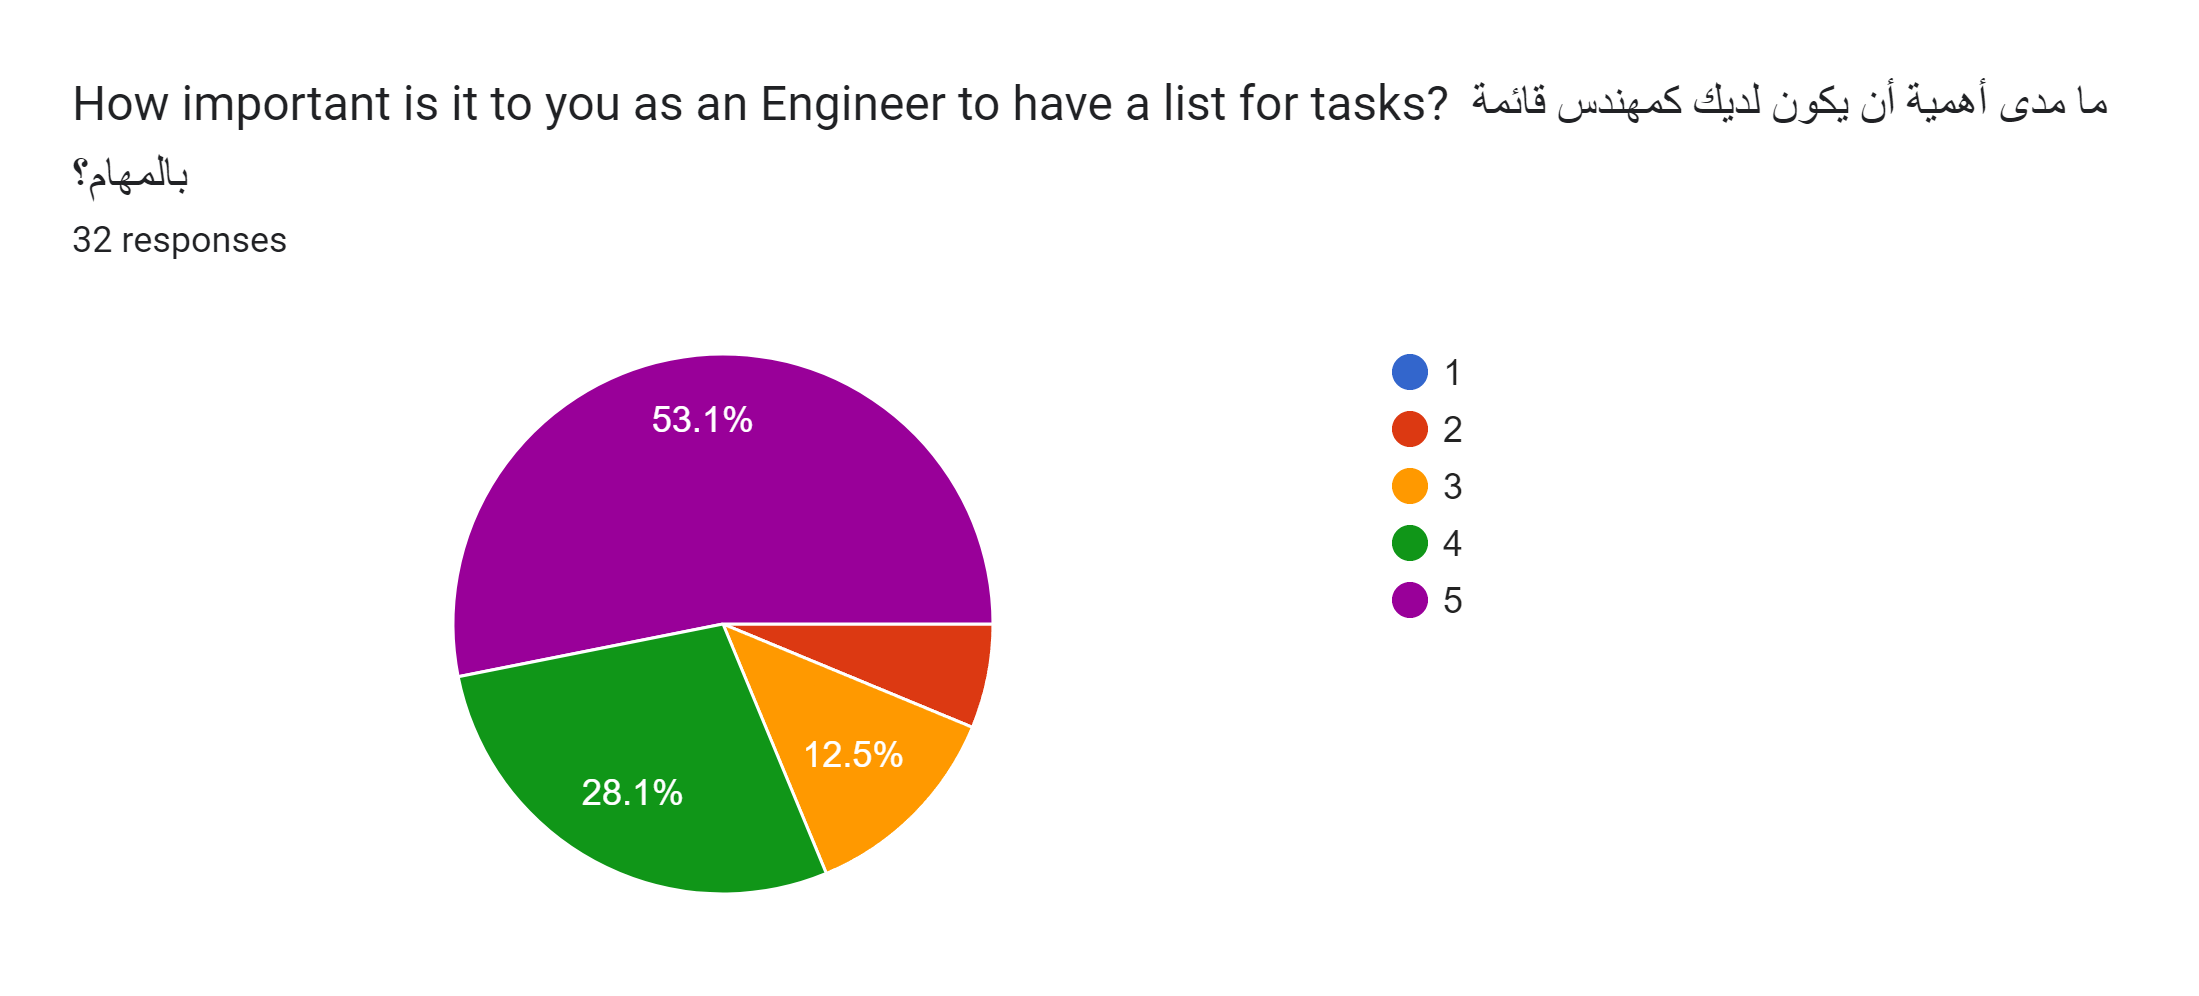 How important is it to you as an Engineer to have a list for tasks? ما مدى أهمية أن يكون لديك كمهندس قائمة
بالمهام؟
32 responses
53.1%
28.1%
12.5%
1
2
3
4
5